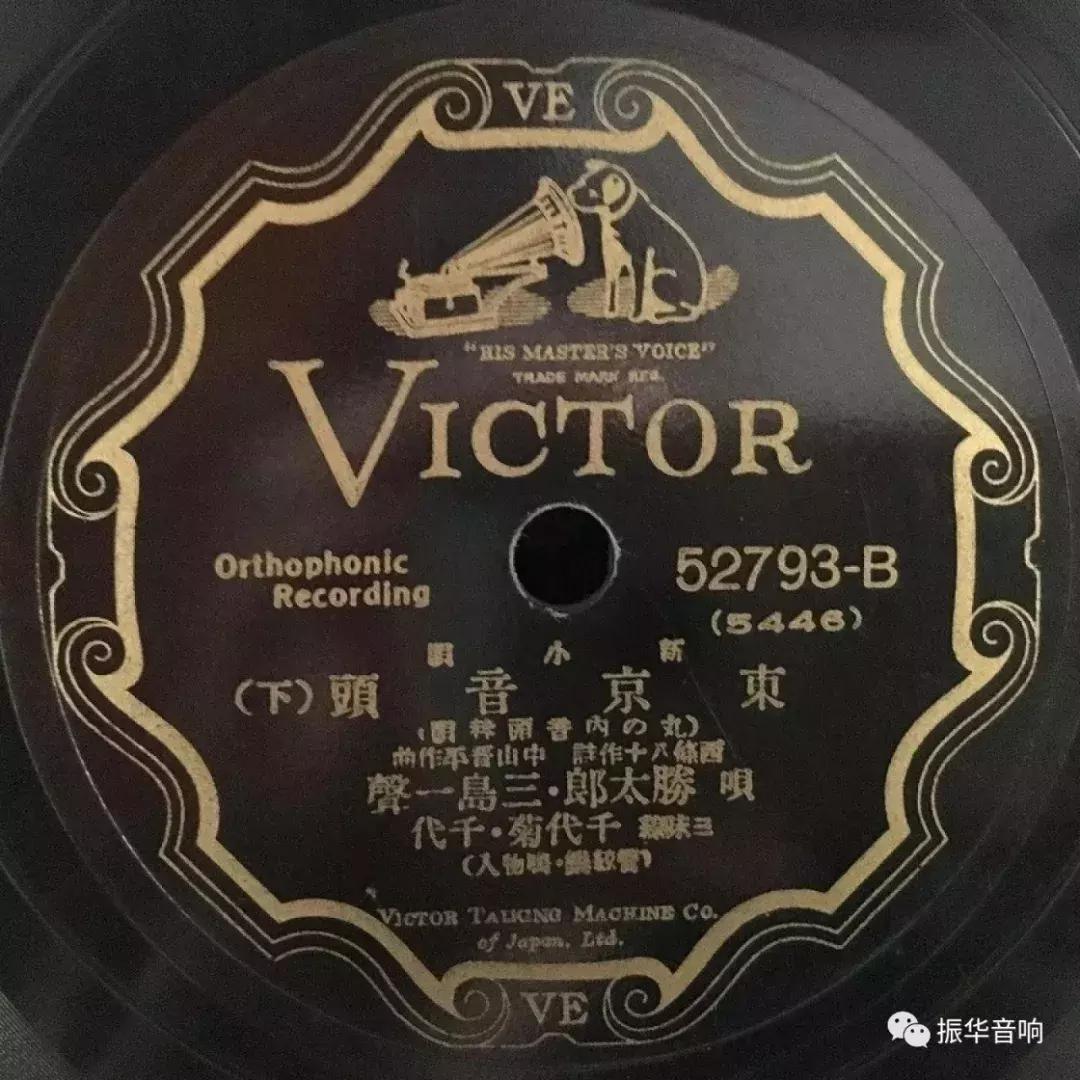 VE
"HIS MASTER'S VOICE"
TRADE MARK REG.
VICTOR
Orthophonic
Recording
52793-B
(5446)
新小唄
東京音頭(下)
(丸の内音頭替唄)
西條八十作詩 中山晋平作曲
唄 勝太郎・三島一聲
三味線 千代菊・千代
(管絃樂・鳴物入)
VICTOR TALKING MACHINE CO.
of Japan, Ltd.
VE
振华音响